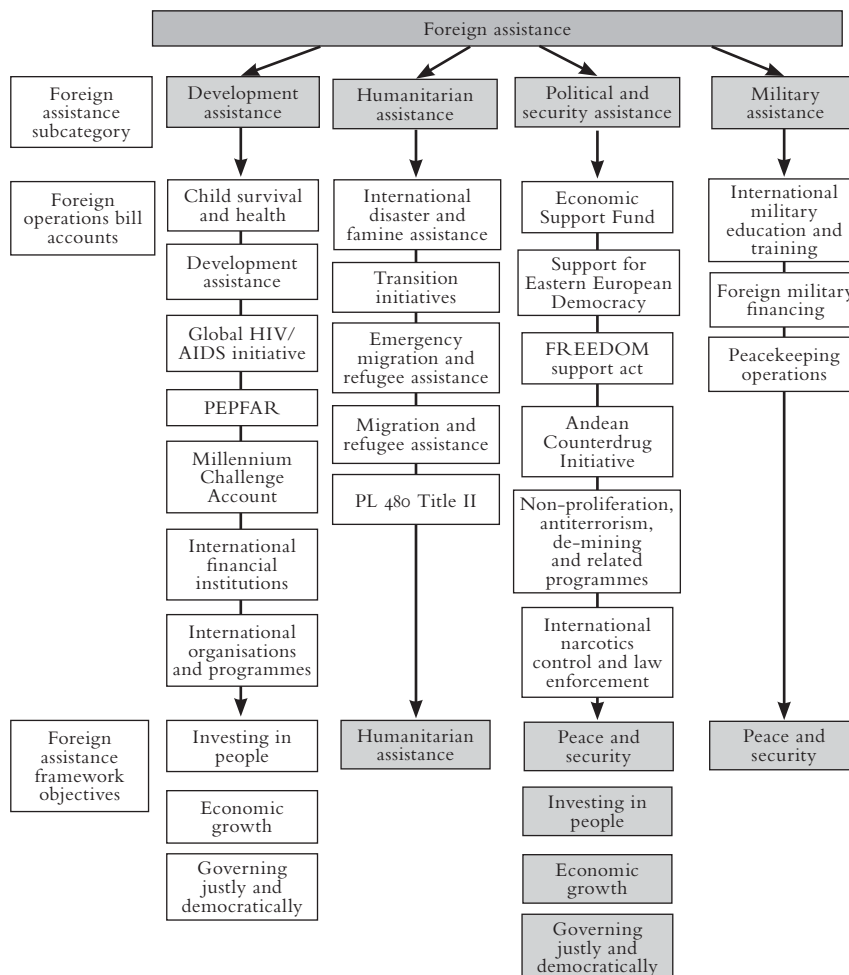 Foreign assistance
Foreign
assistance
subcategory
Development
assistance
Humanitarian
assistance
Political and
security assistance
Military
assistance
Foreign
operations bill
accounts
Child survival
and health
Development
assistance
Global HIV/
AIDS initiative
PEPFAR
Millennium
Challenge
Account
International
financial
institutions
International
organisations
and programmes
International
disaster and
famine assistance
Transition
initiatives
Emergency
migration and
refugee assistance
Migration and
refugee assistance
PL 480 Title II
Economic
Support Fund
Support for
Eastern European
Democracy
FREEDOM
support act
Andean
Counterdrug
Initiative
Non-proliferation,
antiterrorism,
de-mining
and related
programmes
International
narcotics
control and law
enforcement
International
military
education and
training
Foreign military
financing
Peacekeeping
operations
Foreign
assistance
framework
objectives
Investing in
people
Economic
growth
Governing
justly and
democratically
Humanitarian
assistance
Peace and
security
Investing in
people
Economic
growth
Governing
justly and
democratically
Peace and
security